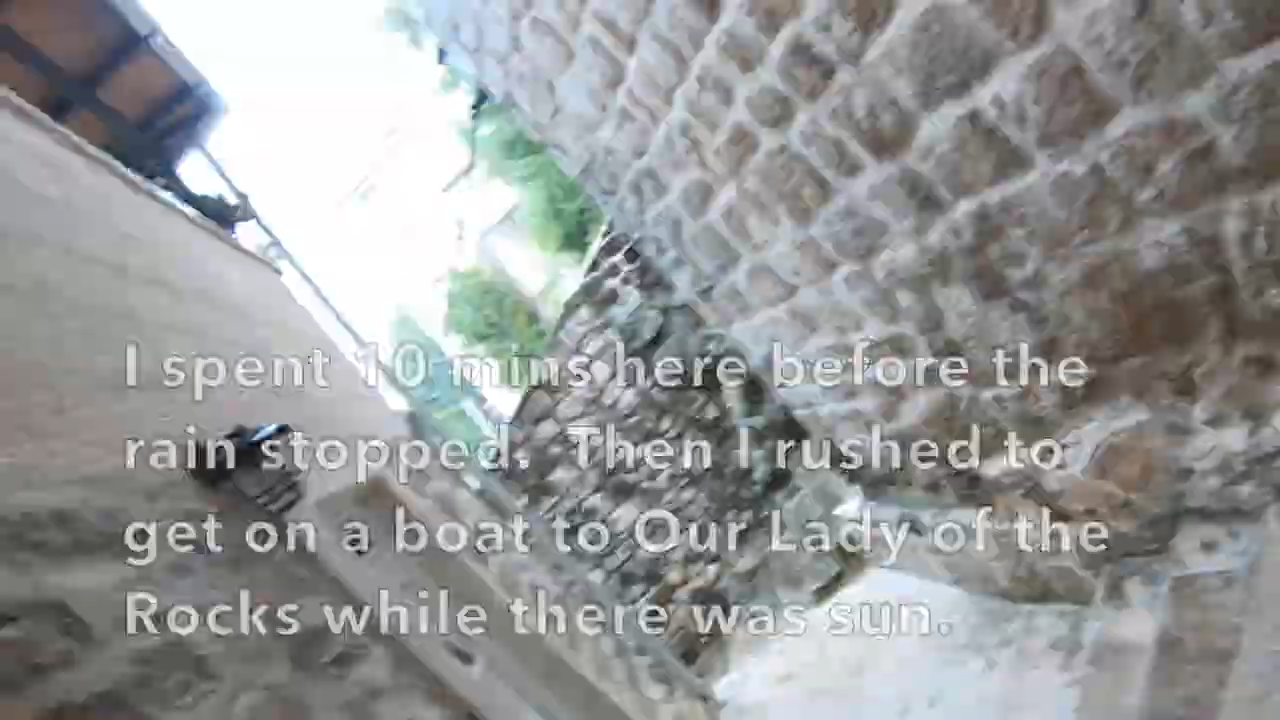 I spent 10 mins here before the
rain stopped.  Then I rushed to
get on a boat to Our Lady of the
Rocks while there was sun.